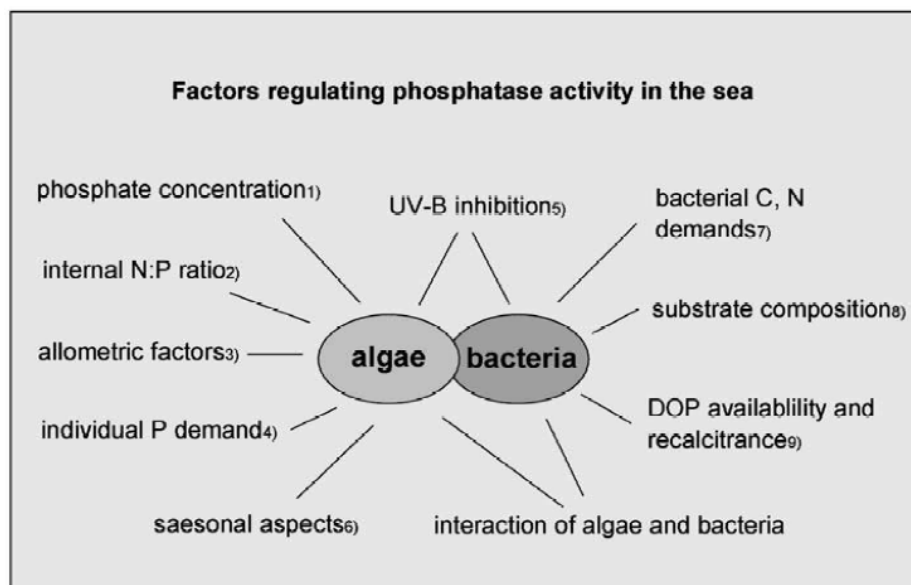 Factors regulating phosphatase activity in the sea
phosphate concentration1)
UV-B inhibition5)
bacterial C, N
demands7)
internal N:P ratio2)
substrate composition8)
allometric factors3)
algae
bacteria
individual P demand4)
DOP availablility and
recalcitrance9)
saesonal aspects6)
interaction of algae and bacteria